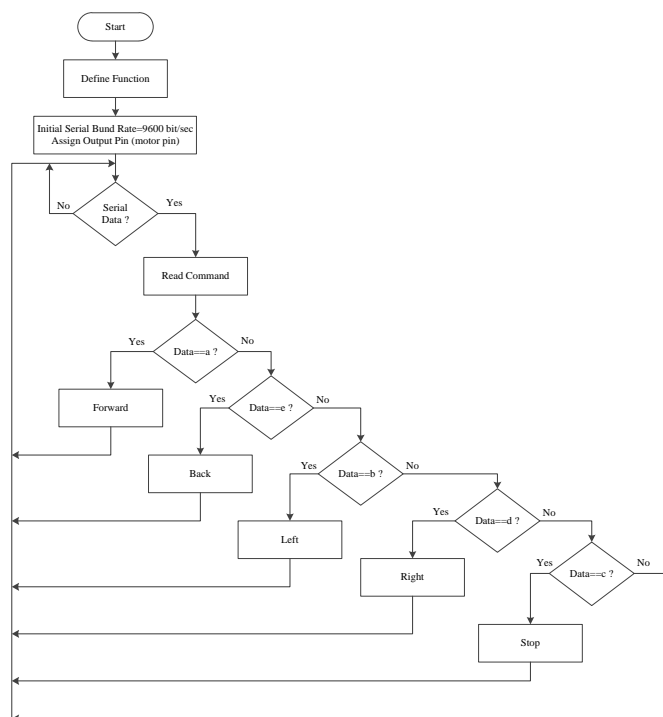 Start
Define Function
Initial Serial Bund Rate=9600 bit/sec
Assign Output Pin (motor pin)
No
Serial
Data ?
Yes
Read Command
Yes
Data==a ?
No
Forward
Yes
Data==e ?
No
Back
Yes
Data==b ?
No
Left
Yes
Data==d ?
No
Right
Yes
Data==c ?
No
Stop